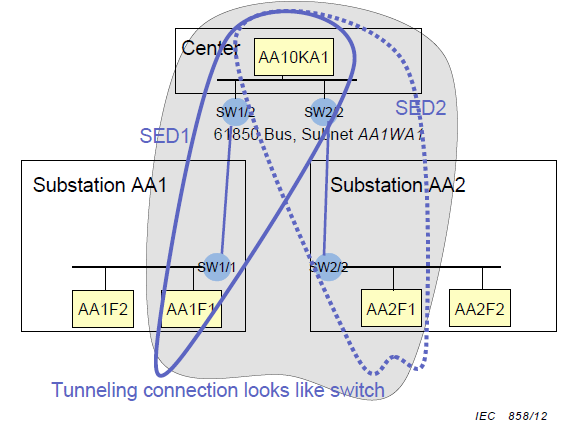 Center
AA10KA1
SW1/2
SW2/2
SED2
SED1
61850 Bus, Subnet AA1WA1
Substation AA1
Substation AA2
SW1/1
SW2/2
AA1F2
AA1F1
AA2F1
AA2F2
Tunneling connection looks like switch
IEC 858/12